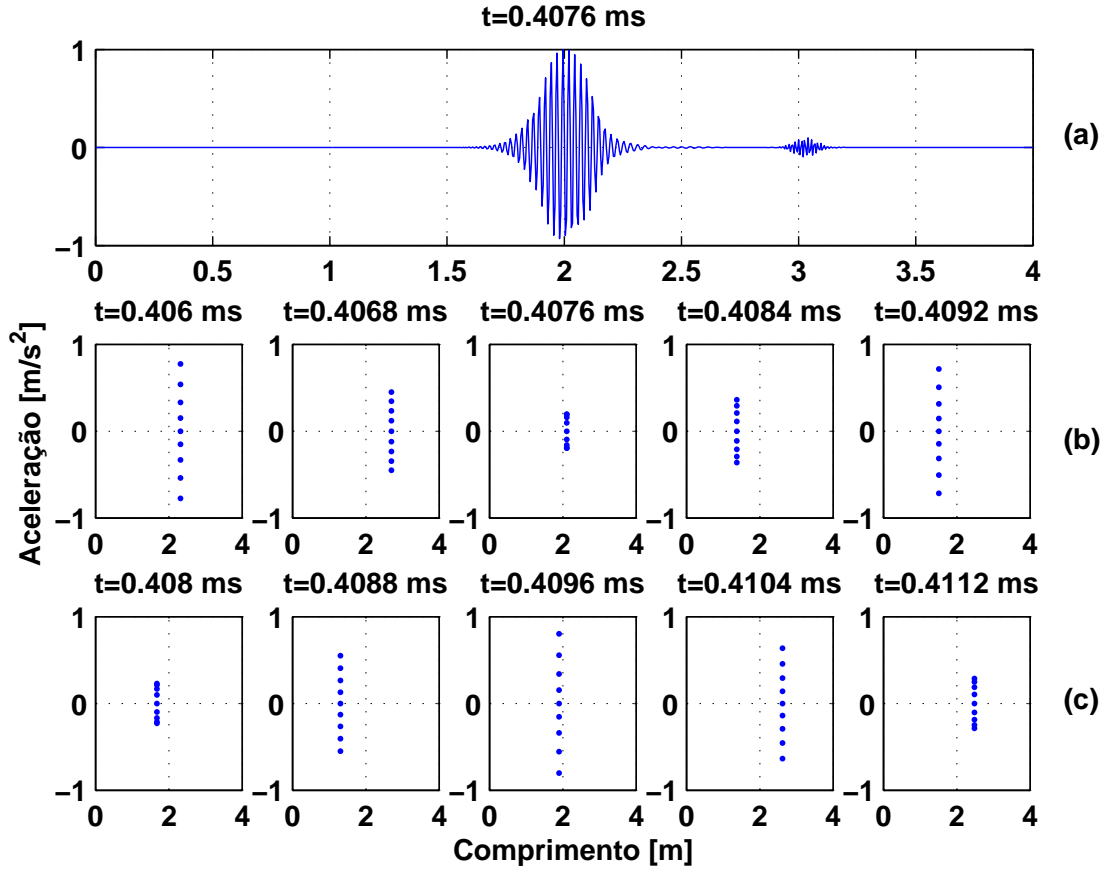 t=0.4076 ms
1
0
−1
(a)
0 0.5 1 1.5 2 2.5 3 3.5 4
t=0.406 ms t=0.4068 ms t=0.4076 ms t=0.4084 ms t=0.4092 ms
1 1 1 1 1
0 0 0 0 0
−1 −1 −1 −1 −1
(b)
0 2 4 0 2 4 0 2 4 0 2 4 0 2 4
Aceleração [m/s²]
t=0.408 ms t=0.4088 ms t=0.4096 ms t=0.4104 ms t=0.4112 ms
1 1 1 1 1
0 0 0 0 0
−1 −1 −1 −1 −1
(c)
0 2 4 0 2 4 0 2 4 0 2 4 0 2 4
Comprimento [m]